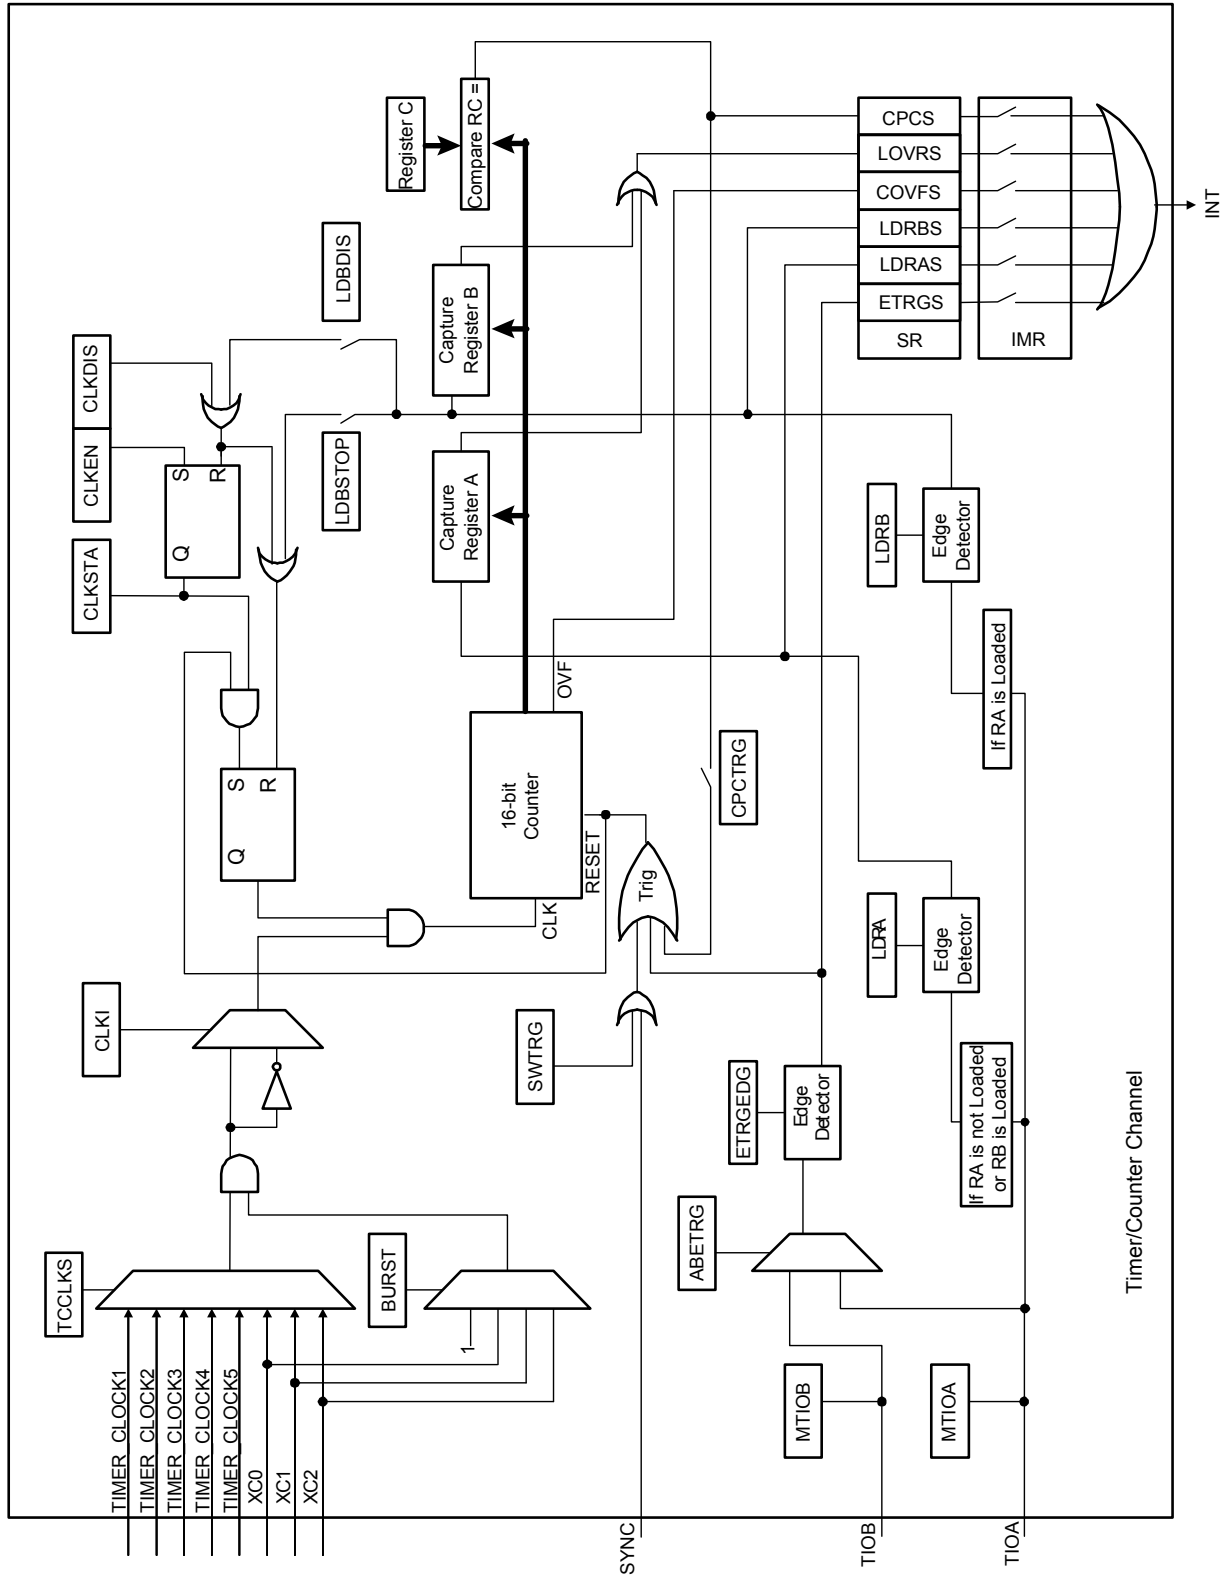 TCCLKS
TIMER_CLOCK1
TIMER_CLOCK2
TIMER_CLOCK3
TIMER_CLOCK4
TIMER_CLOCK5
XC0
XC1
XC2
BURST
1
CLKI
CLKSTA
CLKEN
CLKDIS
Q
S
R
Q
S
R
LDBSTOP
LDBDIS
Register C
Capture
Register A
Capture
Register B
Compare RC =
16-bit
Counter
CLK
RESET
OVF
SWTRG
Trig
CPCTRG
SYNC
ABETRG
ETRGEDG
Edge
Detector
MTIOB
TIOB
MTIOA
TIOA
LDRA
Edge
Detector
If RA is not Loaded
or RB is Loaded
LDRB
Edge
Detector
If RA is Loaded
CPCS
LOVRS
COVFS
LDRBS
LDRAS
ETRGS
SR
IMR
INT
Timer/Counter Channel